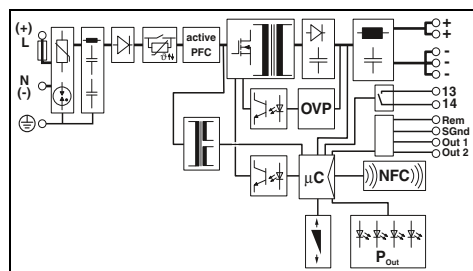 (+)
L
N
(-)
active
PFC
ϑ
OVP
+
+
-
-
-
13
14
Rem
SGnd
Out 1
Out 2
μC
NFC
P Out